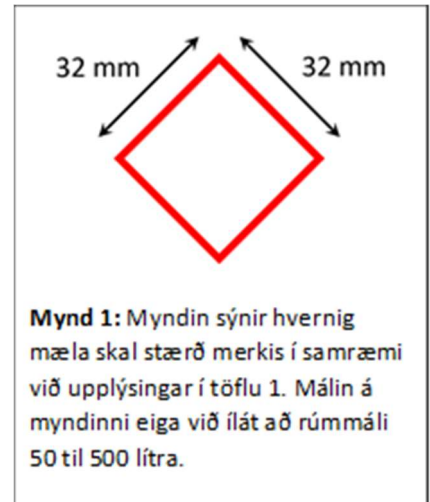 32 mm 32 mm
Mynd 1: Myndin sýnir hvernig
mæla skal stærð merkis í samræmi
við upplýsingar í töflu 1. Málin á
myndinni eiga við ílát að rúmmáli
50 til 500 lítra.